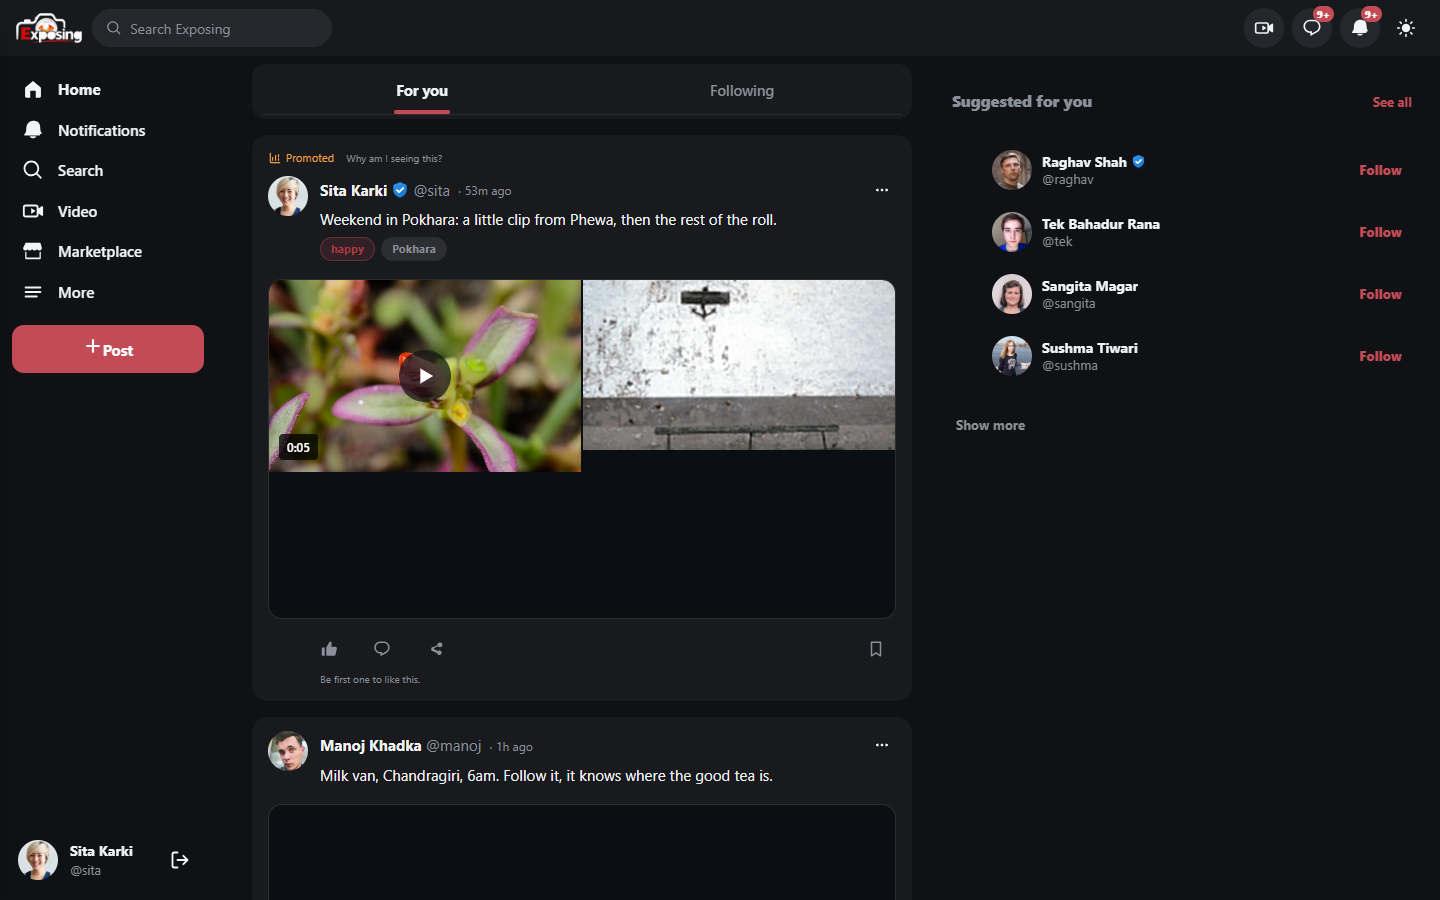 Exposing
Search Exposing
9+
9+
Home
Notifications
Search
Video
Marketplace
More
Post
Sita Karki
@sita
For you
Following
Promoted Why am I seeing this?
Sita Karki @sita · 53m ago
Weekend in Pokhara: a little clip from Phewa, then the rest of the roll.
happy Pokhara
0:05
Be first one to like this.
Manoj Khadka @manoj · 1h ago
Milk van, Chandragiri, 6am. Follow it, it knows where the good tea is.
Suggested for you See all
Raghav Shah
@raghav
Follow
Tek Bahadur Rana
@tek
Follow
Sangita Magar
@sangita
Follow
Sushma Tiwari
@sushma
Follow
Show more